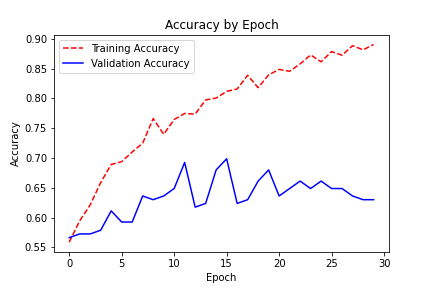 Accuracy by Epoch
Training Accuracy
Validation Accuracy
Accuracy
0.90
0.85
0.80
0.75
0.70
0.65
0.60
0.55
0 5 10 15 20 25 30
Epoch